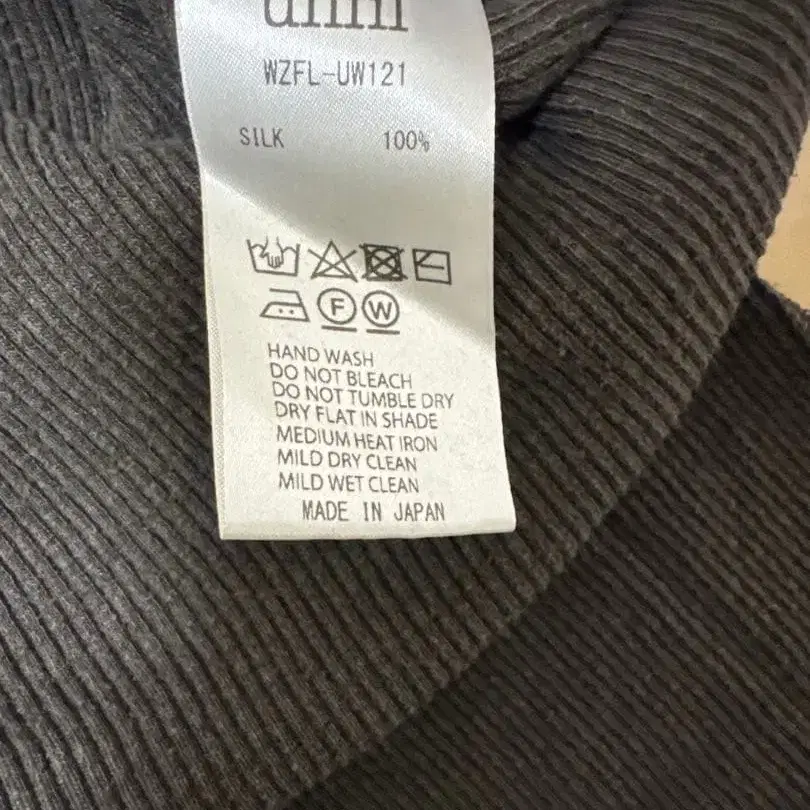 WZFL-UW121
SILK 100%
F W
HAND WASH
DO NOT BLEACH
DO NOT TUMBLE DRY
DRY FLAT IN SHADE
MEDIUM HEAT IRON
MILD DRY CLEAN
MILD WET CLEAN
MADE IN JAPAN